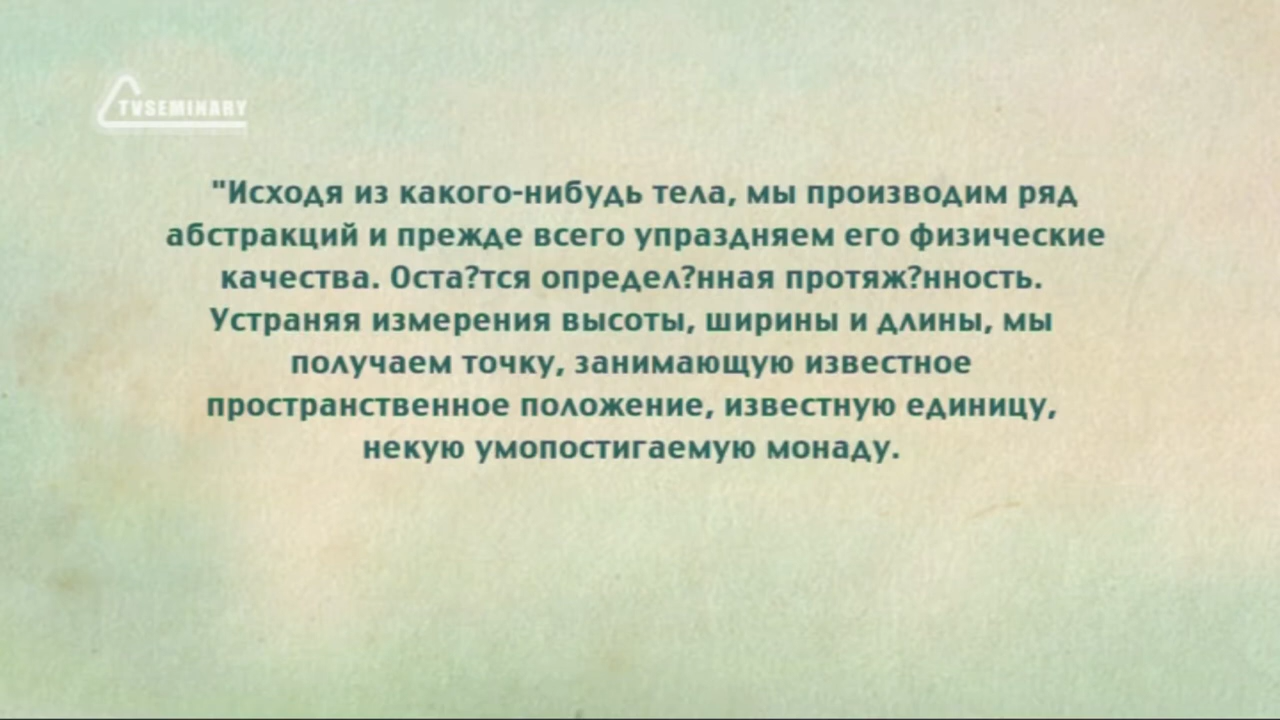 TVSEMINARY
"Исходя из какого-нибудь тела, мы производим ряд
абстракций и прежде всего упраздняем его физические
качества. Оста?тся определ?нная протяж?нность.
Устраняя измерения высоты, ширины и длины, мы
получаем точку, занимающую известное
пространственное положение, известную единицу,
некую умопостигаемую монаду.